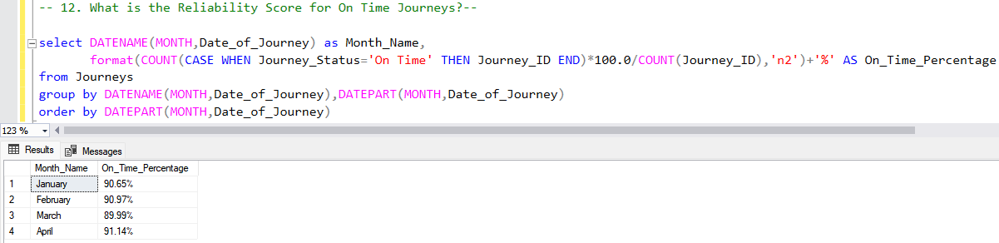 -- 12. What is the Reliability Score for On Time Journeys?--
select DATENAME(MONTH,Date_of_Journey) as Month_Name,
format(COUNT(CASE WHEN Journey_Status='On Time' THEN Journey_ID END)*100.0/COUNT(Journey_ID),'n2')+'%' AS On_Time_Percentage
from Journeys
group by DATENAME(MONTH,Date_of_Journey),DATEPART(MONTH,Date_of_Journey)
order by DATEPART(MONTH,Date_of_Journey)
123 %
Results Messages
Month_Name On_Time_Percentage
1 January 90.65%
2 February 90.97%
3 March 89.99%
4 April 91.14%